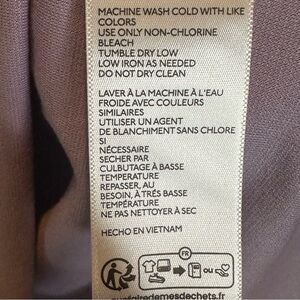 MACHINE WASH COLD WITH LIKE
COLORS
USE ONLY NON-CHLORINE
BLEACH
TUMBLE DRY LOW
LOW IRON AS NEEDED
DO NOT DRY CLEAN
LAVER À LA MACHINE À L'EAU
FROIDE AVEC COULEURS
SIMILAIRES
UTILISER UN AGENT
DE BLANCHIMENT SANS CHLORE
SI
NÉCESSAIRE
SECHER PAR
CULBUTAGE À BASSE
TEMPERATURE
REPASSER, AU
BESOIN, À TRÉS BASSE
TEMPÉRATURE
NE PAS NETTOYER À SEC
HECHO EN VIETNAM
FR
OU
quefairedemesdechets.fr